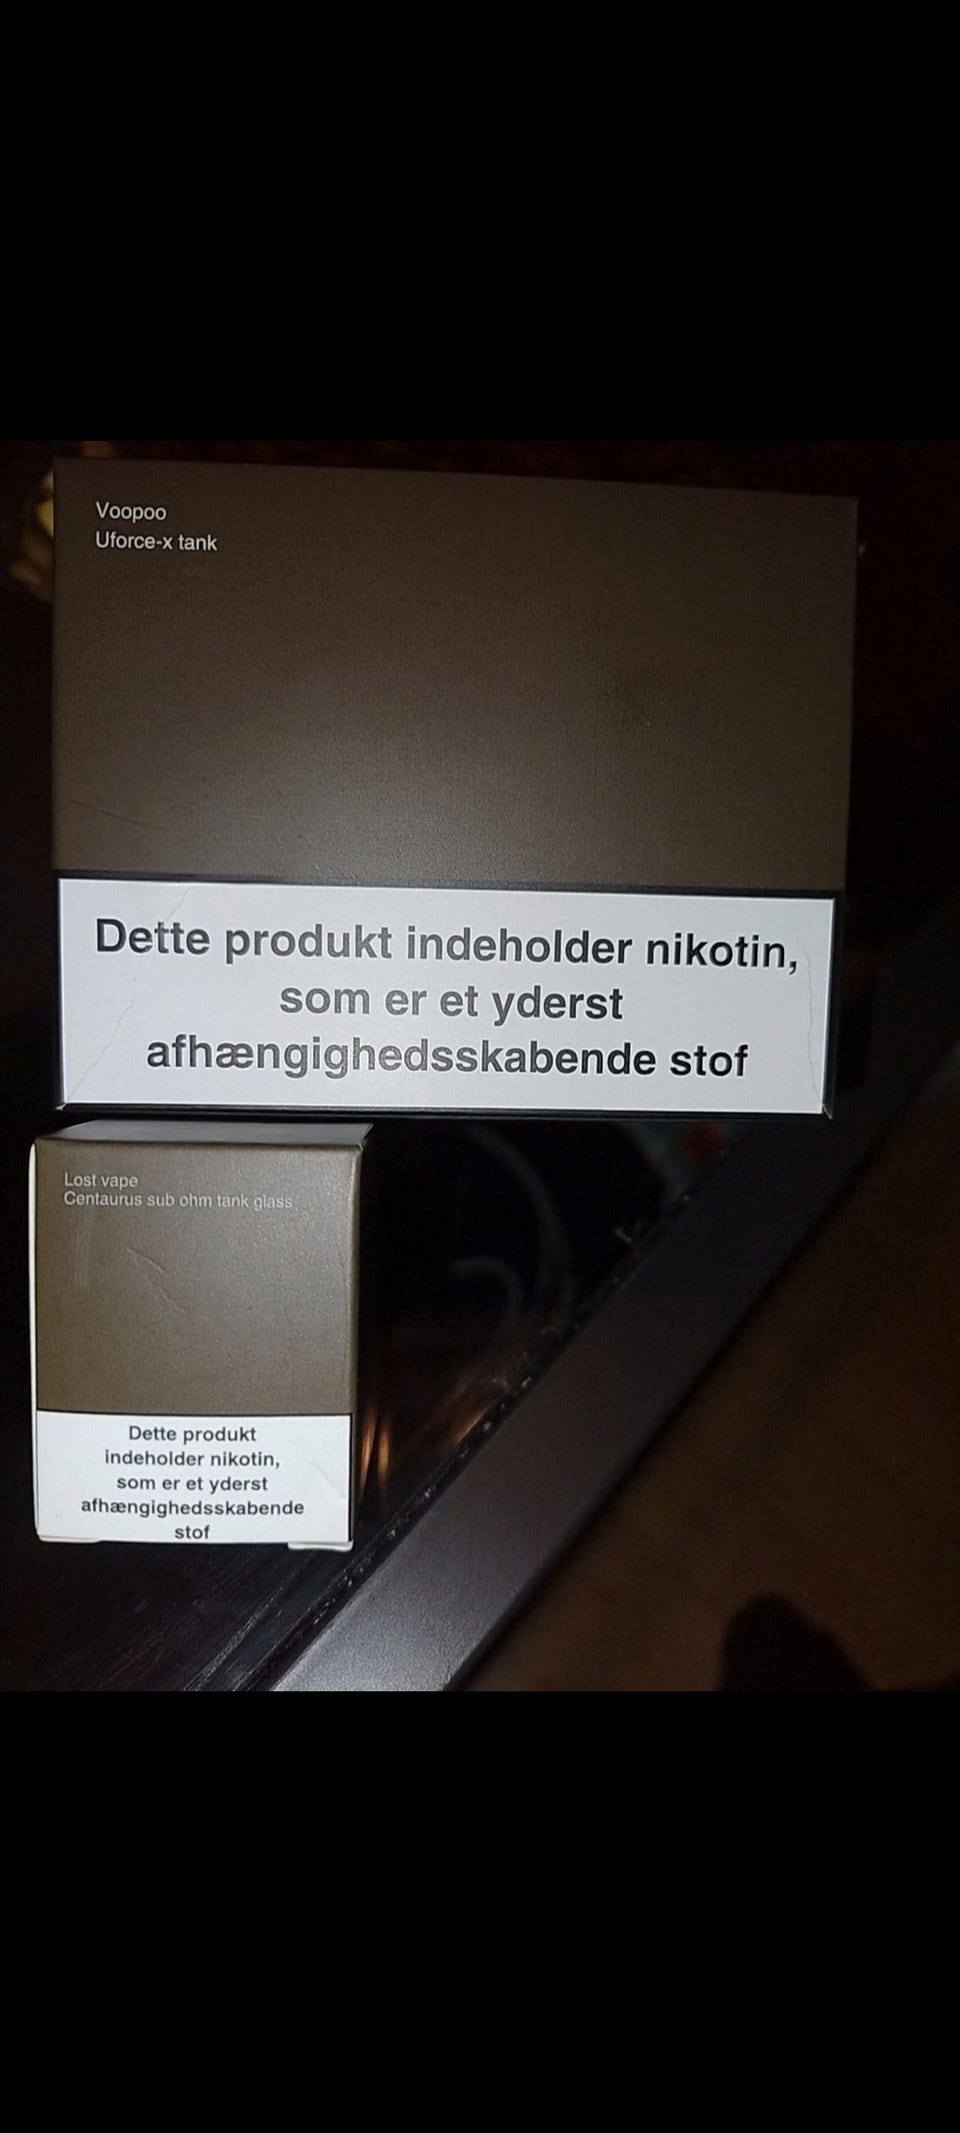 Voopoo
Uforce-x tank
Dette produkt indeholder nikotin,
som er et yderst
afhængighedsskabende stof
Lost vape
Centaurus sub ohm tank glass
Dette produkt
indeholder nikotin,
som er et yderst
afhængighedsskabende
stof